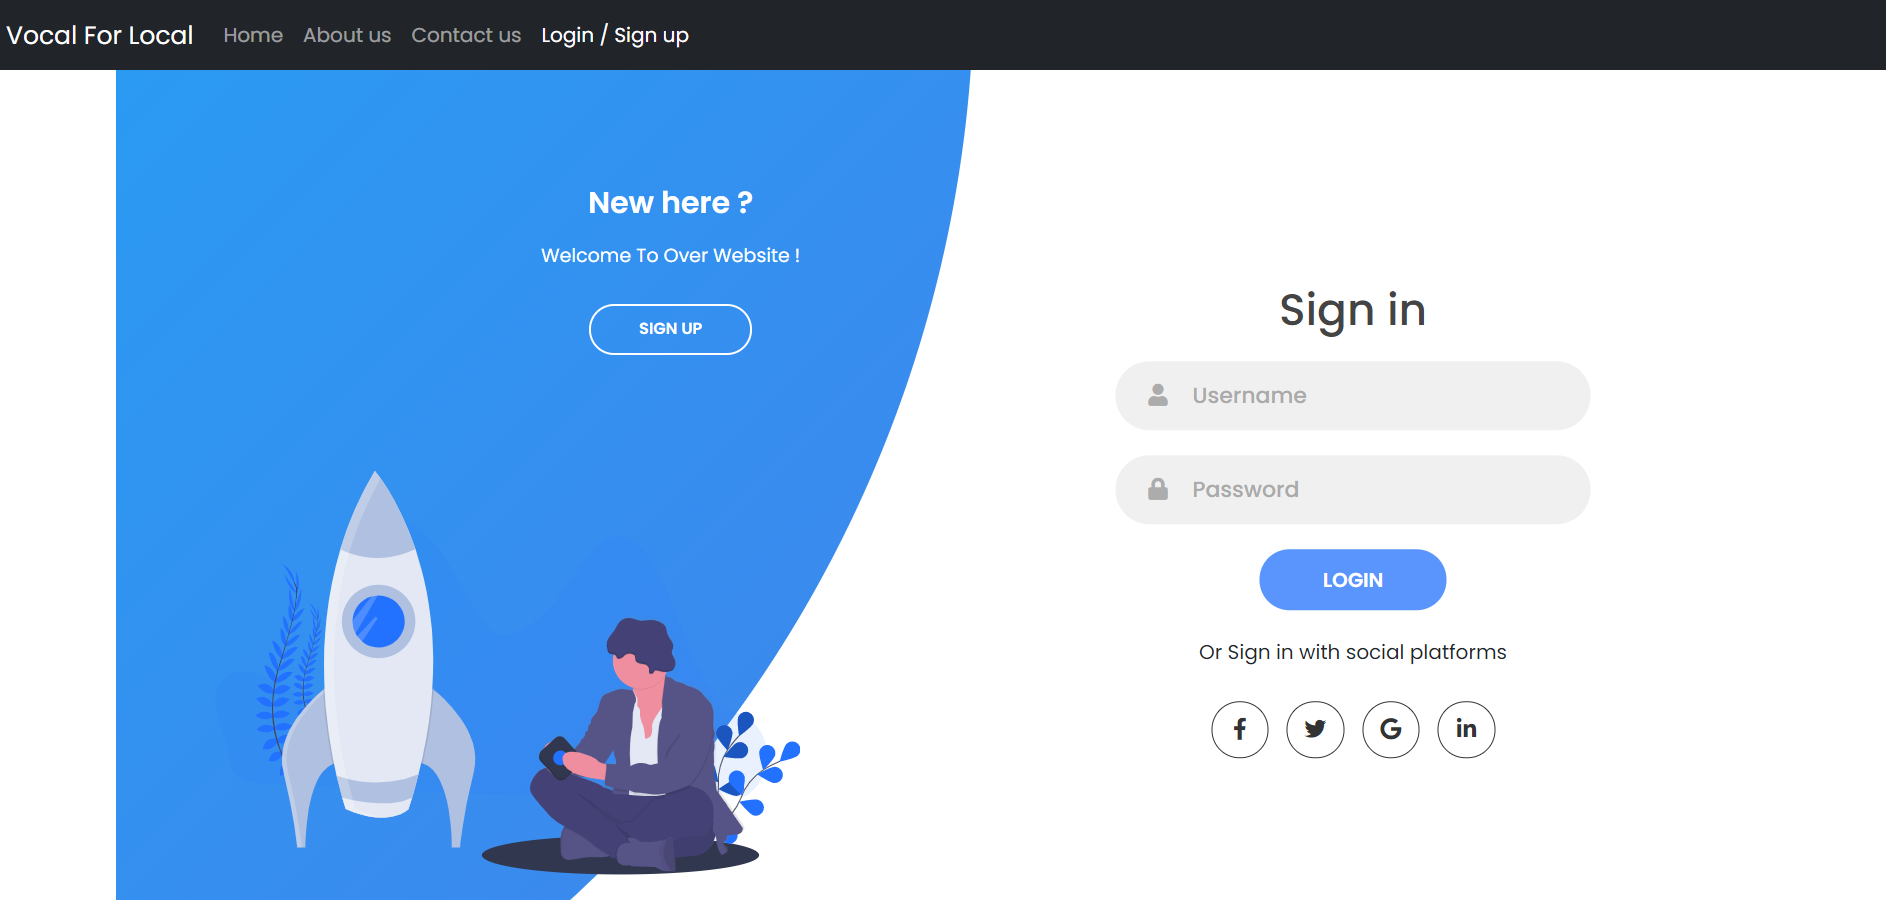 Vocal For Local Home About us Contact us Login / Sign up
New here ?
Welcome To Over Website !
SIGN UP
Sign in
Username
Password
LOGIN
Or Sign in with social platforms